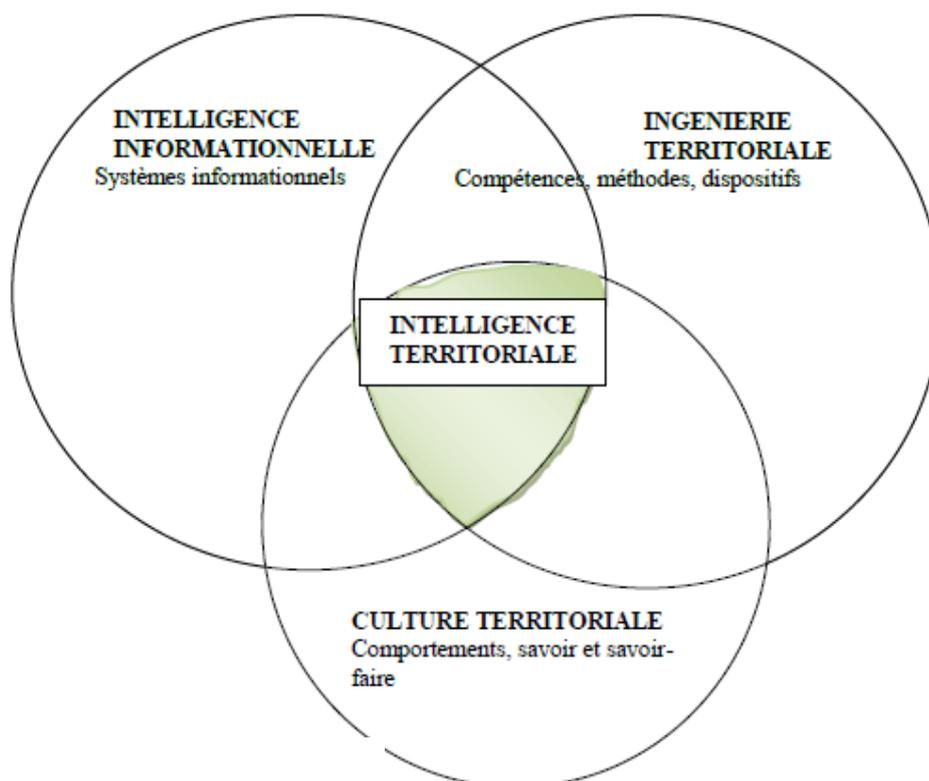 INTELLIGENCE
INFORMATIONNELLE
Systèmes informationnels
INGENIERIE
TERRITORIALE
Compétences, méthodes, dispositifs
INTELLIGENCE
TERRITORIALE
CULTURE TERRITORIALE
Comportements, savoir et savoir-
faire